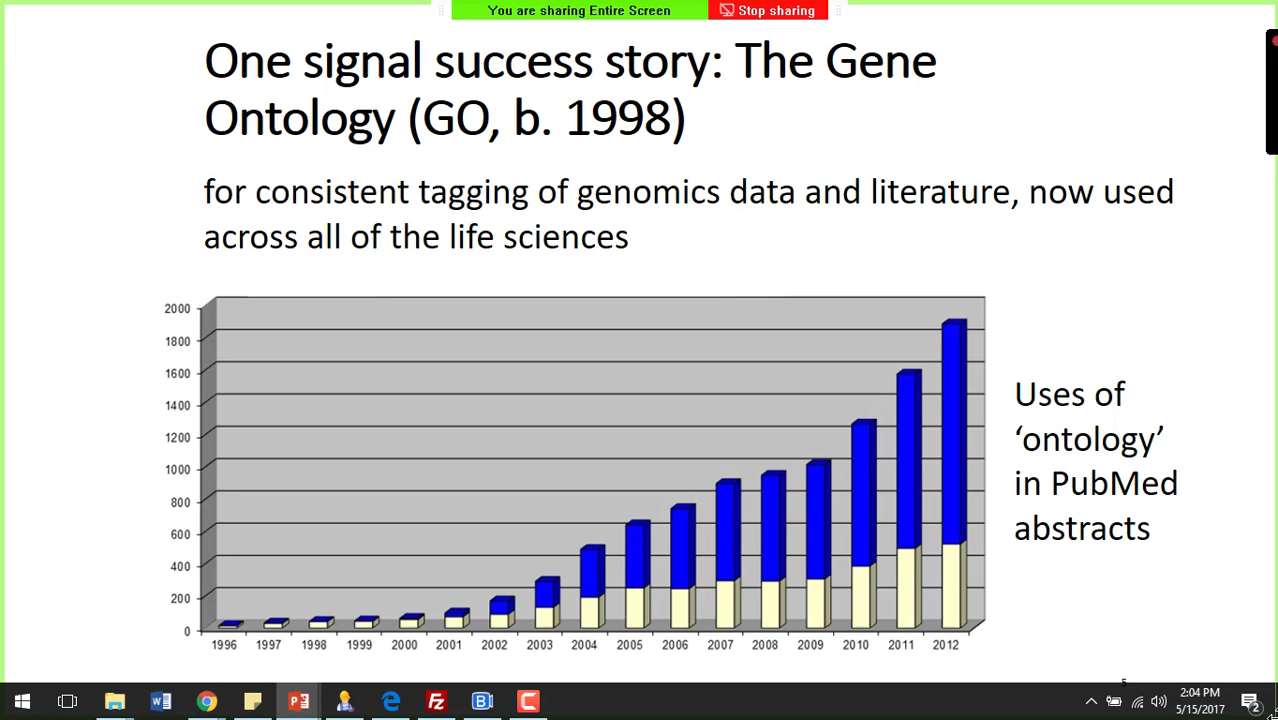 You are sharing Entire Screen
Stop sharing
One signal success story: The Gene
Ontology (GO, b. 1998)
for consistent tagging of genomics data and literature, now used
across all of the life sciences
2000
1800
1600
1400
1200
1000
800
600
400
200
0
1996 1997 1998 1999 2000 2001 2002 2003 2004 2005 2006 2007 2008 2009 2010 2011 2012
Uses of
‘ontology’
in PubMed
abstracts
5
2:04 PM
5/15/2017
2